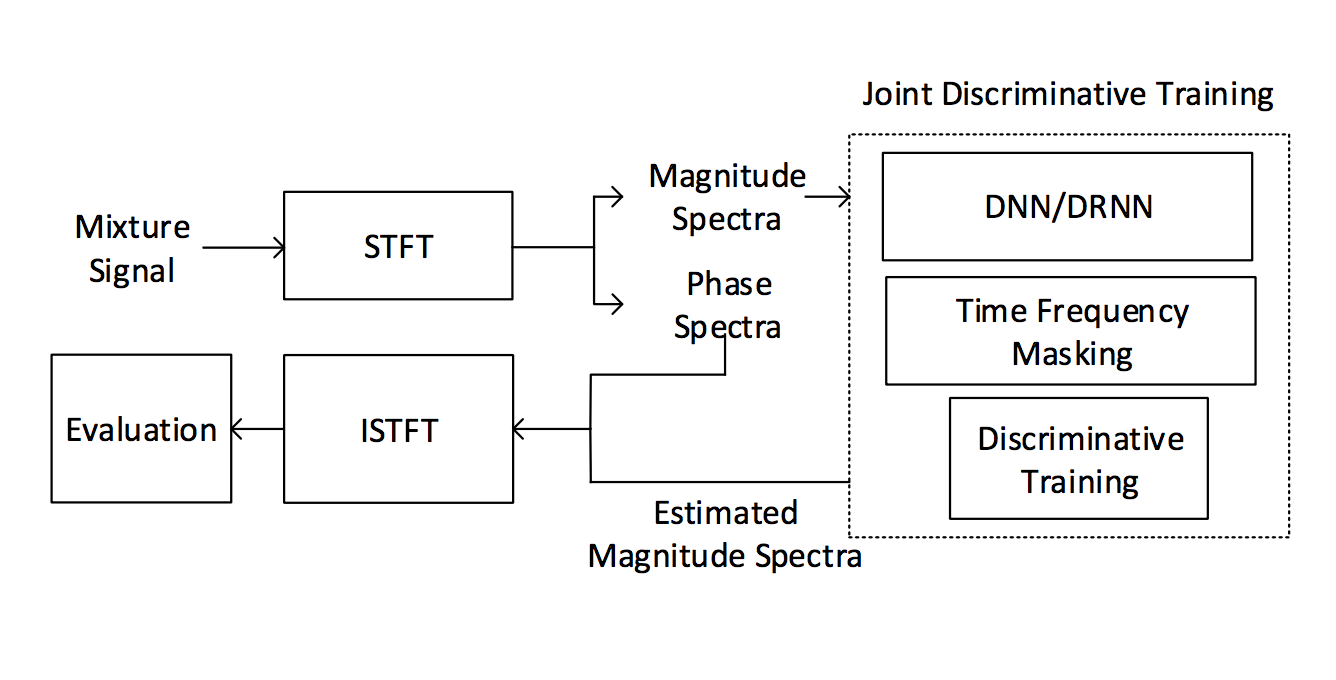 Joint Discriminative Training
Mixture
Signal
STFT
Magnitude
Spectra
Phase
Spectra
DNN/DRNN
Time Frequency
Masking
Discriminative
Training
Evaluation
ISTFT
Estimated
Magnitude Spectra